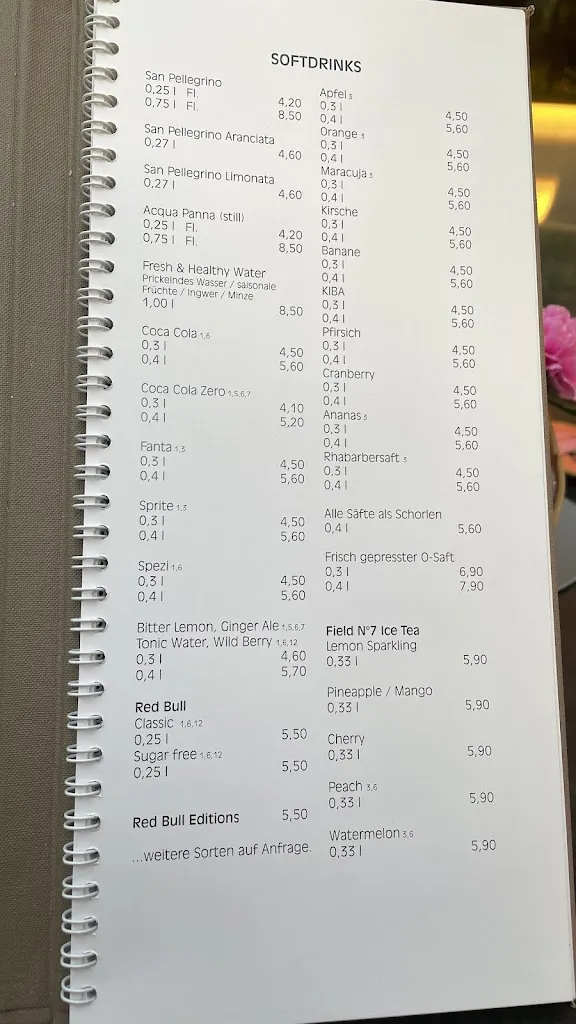 SOFTDRINKS
San Pellegrino
0,25 l Fl. 4,20
0,75 l Fl. 8,50
San Pellegrino Aranciata
0,27 l 4,60
San Pellegrino Limonata
0,27 l 4,60
Acqua Panna (still)
0,25 l Fl. 4,20
0,75 l Fl. 8,50
Fresh & Healthy Water
Prickelndes Wasser / saisonale
Früchte / Ingwer / Minze
1,00 l 8,50
Coca Cola 1,6
0,3 l 4,50
0,4 l 5,60
Coca Cola Zero 1,5,6,7
0,3 l 4,10
0,4 l 5,20
Fanta 1,3
0,3 l 4,50
0,4 l 5,60
Sprite 1,3
0,3 l 4,50
0,4 l 5,60
Spezi 1,6
0,3 l 4,50
0,4 l 5,60
Bitter Lemon, Ginger Ale 1,5,6,7
Tonic Water, Wild Berry 1,6,12
0,3 l 4,60
0,4 l 5,70
Red Bull
Classic 1,6,12
0,25 l 5,50
Sugar free 1,6,12
0,25 l 5,50
Red Bull Editions 5,50
...weitere Sorten auf Anfrage.
Apfel 3
0,3 l 4,50
0,4 l 5,60
Orange 3
0,3 l 4,50
0,4 l 5,60
Maracuja 3
0,3 l 4,50
0,4 l 5,60
Kirsche
0,3 l 4,50
0,4 l 5,60
Banane
0,3 l 4,50
0,4 l 5,60
KIBA
0,3 l 4,50
0,4 l 5,60
Pfirsich
0,3 l 4,50
0,4 l 5,60
Cranberry
0,3 l 4,50
0,4 l 5,60
Ananas 3
0,3 l 4,50
0,4 l 5,60
Rhabarbersaft 3
0,3 l 4,50
0,4 l 5,60
Alle Säfte als Schorlen
0,4 l 5,60
Frisch gepresster O-Saft
0,3 l 6,90
0,4 l 7,90
Field N°7 Ice Tea
Lemon Sparkling
0,33 l 5,90
Pineapple / Mango
0,33 l 5,90
Cherry
0,33 l 5,90
Peach 3,6
0,33 l 5,90
Watermelon 3,6
0,33 l 5,90